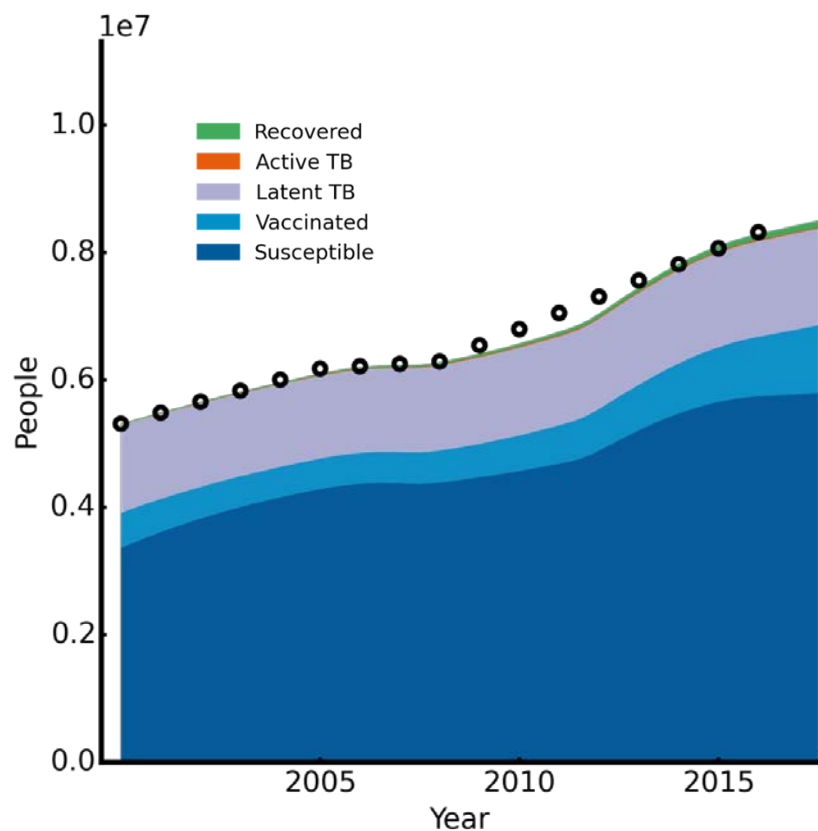 1e7
1.0
0.8
0.6
0.4
0.2
0.0
People
Recovered
Active TB
Latent TB
Vaccinated
Susceptible
2005
2010
2015
Year